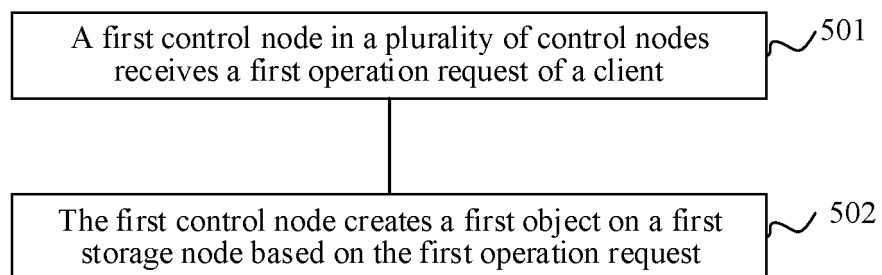 A first control node in a plurality of control nodes
receives a first operation request of a client
501
The first control node creates a first object on a first
storage node based on the first operation request
502